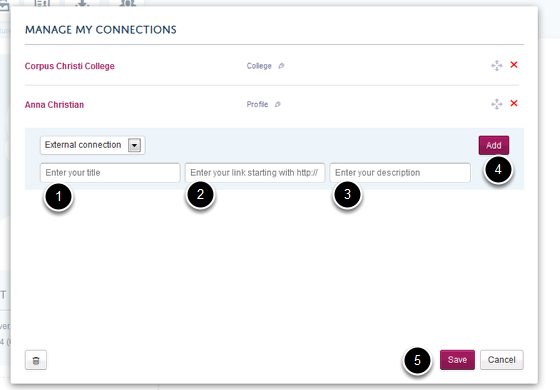 MANAGE MY CONNECTIONS
Corpus Christi College College
Anna Christian Profile
External connection Add
Enter your title Enter your link starting with http:// Enter your description
1 2 3 4
5 Save Cancel